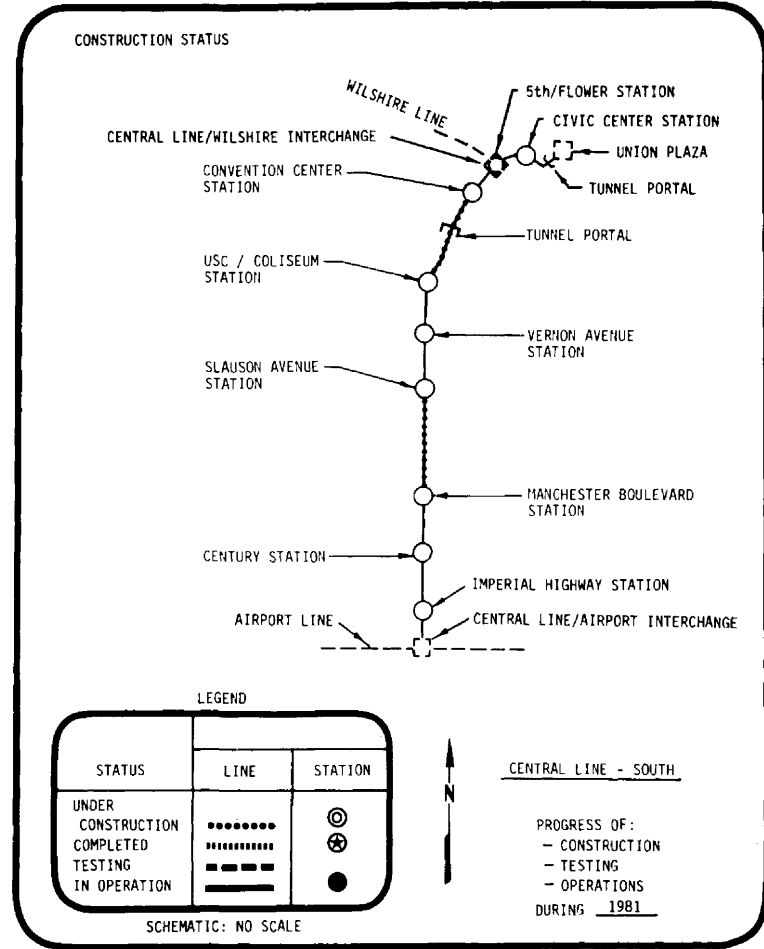 CONSTRUCTION STATUS
WILSHIRE LINE
5th/FLOWER STATION
CIVIC CENTER STATION
CENTRAL LINE/WILSHIRE INTERCHANGE
UNION PLAZA
CONVENTION CENTER
STATION
TUNNEL PORTAL
TUNNEL PORTAL
USC / COLISEUM
STATION
VERNON AVENUE
STATION
SLAUSON AVENUE
STATION
MANCHESTER BOULEVARD
STATION
CENTURY STATION
IMPERIAL HIGHWAY STATION
AIRPORT LINE
CENTRAL LINE/AIRPORT INTERCHANGE
LEGEND
STATUS LINE STATION
UNDER
CONSTRUCTION
COMPLETED
TESTING
IN OPERATION
SCHEMATIC: NO SCALE
N
CENTRAL LINE - SOUTH
PROGRESS OF:
- CONSTRUCTION
- TESTING
- OPERATIONS
DURING 1981